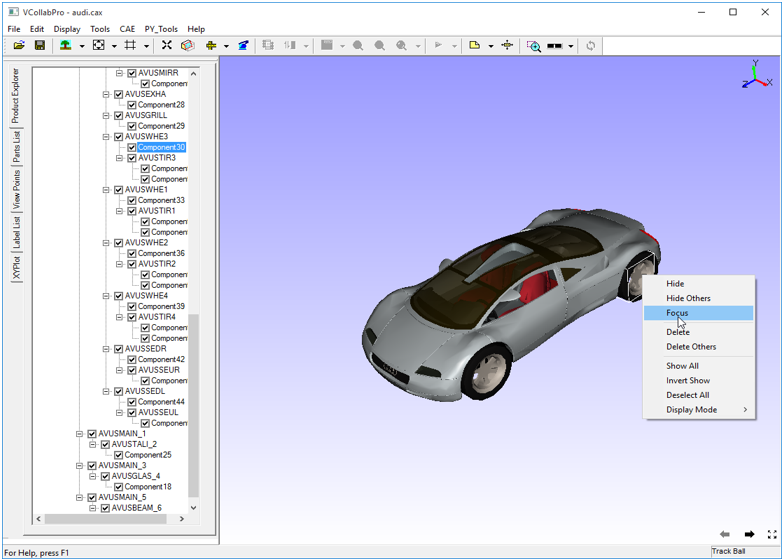 VCollabPro - audi.cax
File Edit Display Tools CAE PY_Tools Help
Product Explorer
Parts List
View Points
Label List
XYPlot
AVUSMIRR
Componen
AVUSEXHA
Component28
AVUSGRILL
Component29
AVUSWHE3
Component30
AVUSTIR3
Componen
Componen
AVUSWHE1
Component33
AVUSTIR1
Componen
Componen
AVUSWHE2
Component36
AVUSTIR2
Componen
Componen
AVUSWHE4
Component39
AVUSTIR4
Componen
Componen
AVUSSEDR
Component42
AVUSSEUR
Componen
AVUSSEDL
Component44
AVUSSEUL
Componen
AVUSMAIN_1
AVUSTALI_2
Component25
AVUSMAIN_3
AVUSGLAS_4
Component18
AVUSMAIN_5
AVUSBEAM_6
Y
X
Z
Hide
Hide Others
Focus
Delete
Delete Others
Show All
Invert Show
Deselect All
Display Mode
For Help, press F1
Track Ball